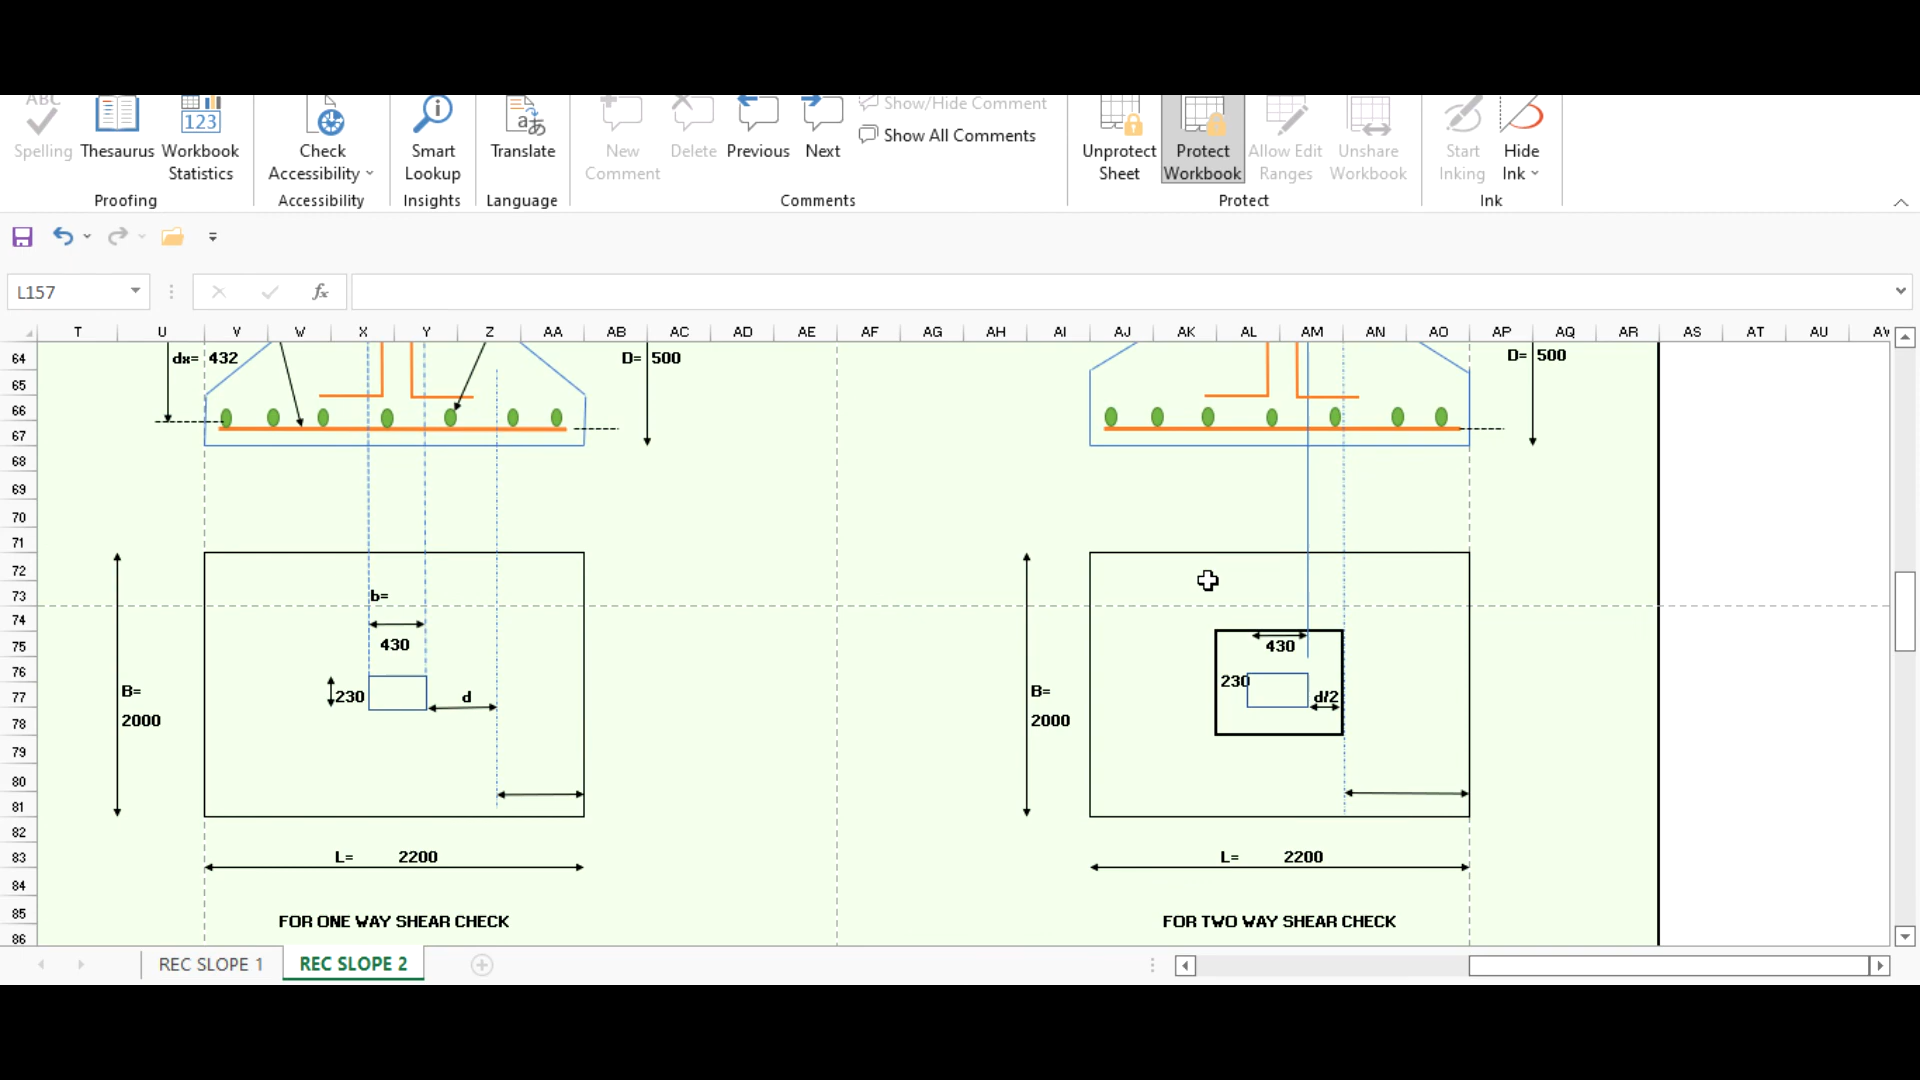 ABC
Spelling
Thesaurus
123
Workbook
Statistics
Proofing
Check
Accessibility
Accessibility
Smart
Lookup
Insights
Translate
Language
New
Comment
Delete
Previous
Next
Show/Hide Comment
Show All Comments
Comments
Unprotect
Sheet
Protect
Workbook
Allow Edit
Ranges
Unshare
Workbook
Protect
Start
Inking
Hide
Ink
Ink
L157
fx
T U V W X Y Z AA AB AC AD AE AF AG AH AI AJ AK AL AM AN AO AP AQ AR AS AT AU AV
64
65
66
67
68
69
70
71
72
73
74
75
76
77
78
79
80
81
82
83
84
85
86
dx= 432
D= 500
D= 500
b=
430
230
d
B=
2000
L= 2200
FOR ONE WAY SHEAR CHECK
430
230
d/2
B=
2000
L= 2200
FOR TWO WAY SHEAR CHECK
REC SLOPE 1
REC SLOPE 2